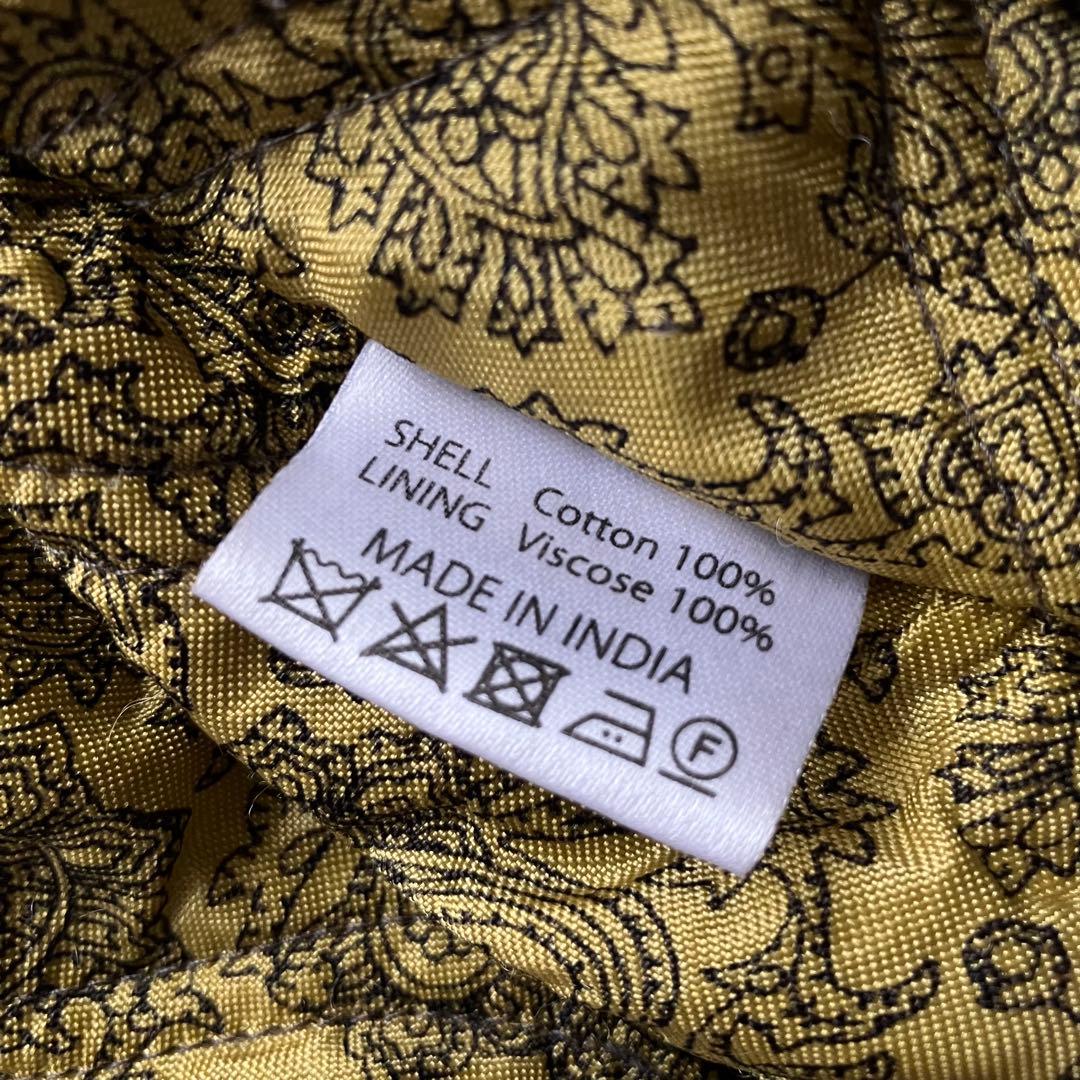 SHELL Cotton 100%
LINING Viscose 100%
MADE IN INDIA
F